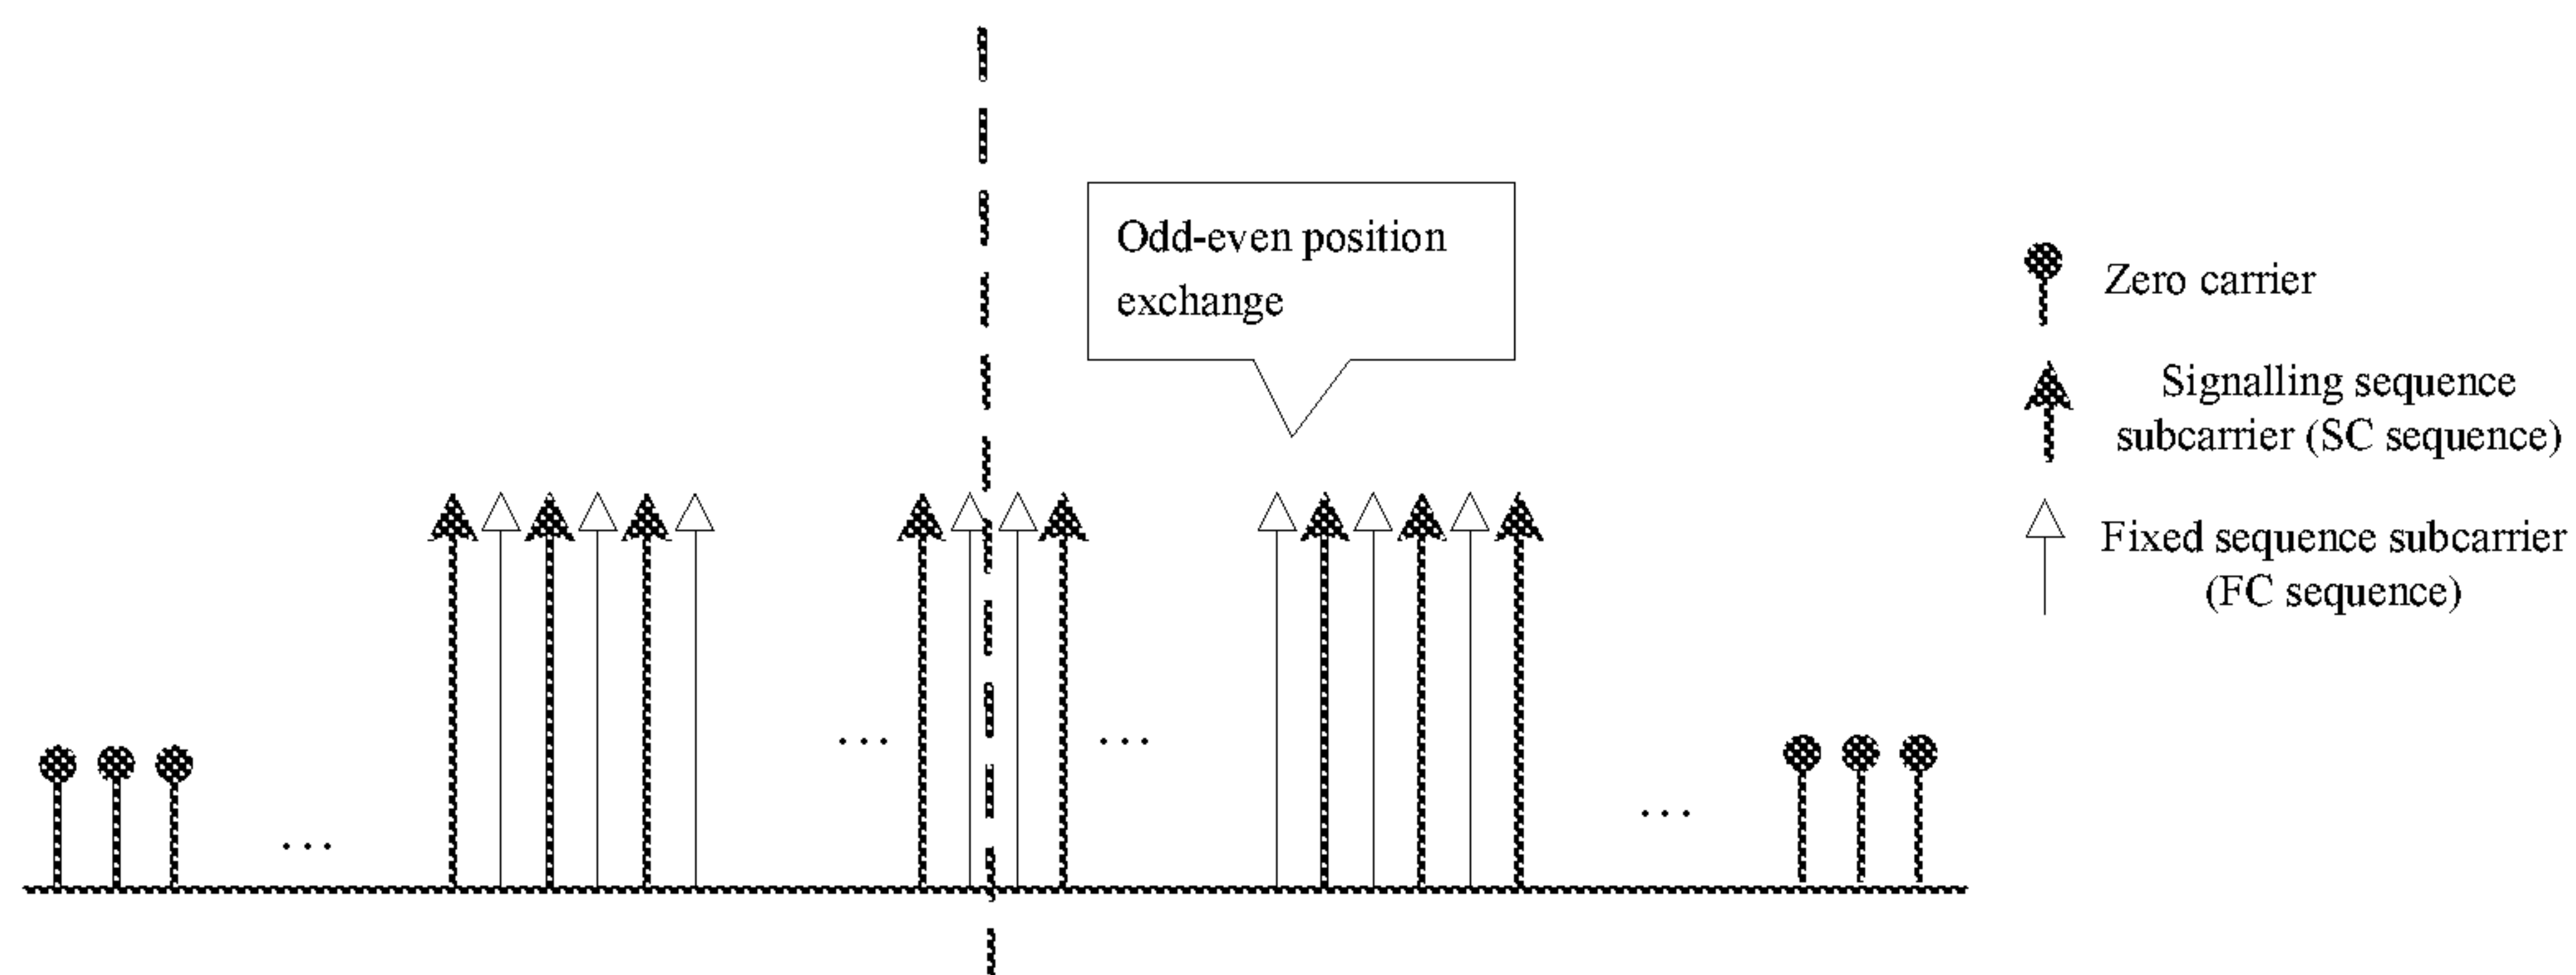 Odd-even position
exchange
Zero carrier
Signalling sequence
subcarrier (SC sequence)
Fixed sequence subcarrier
(FC sequence)
...
...
...
...